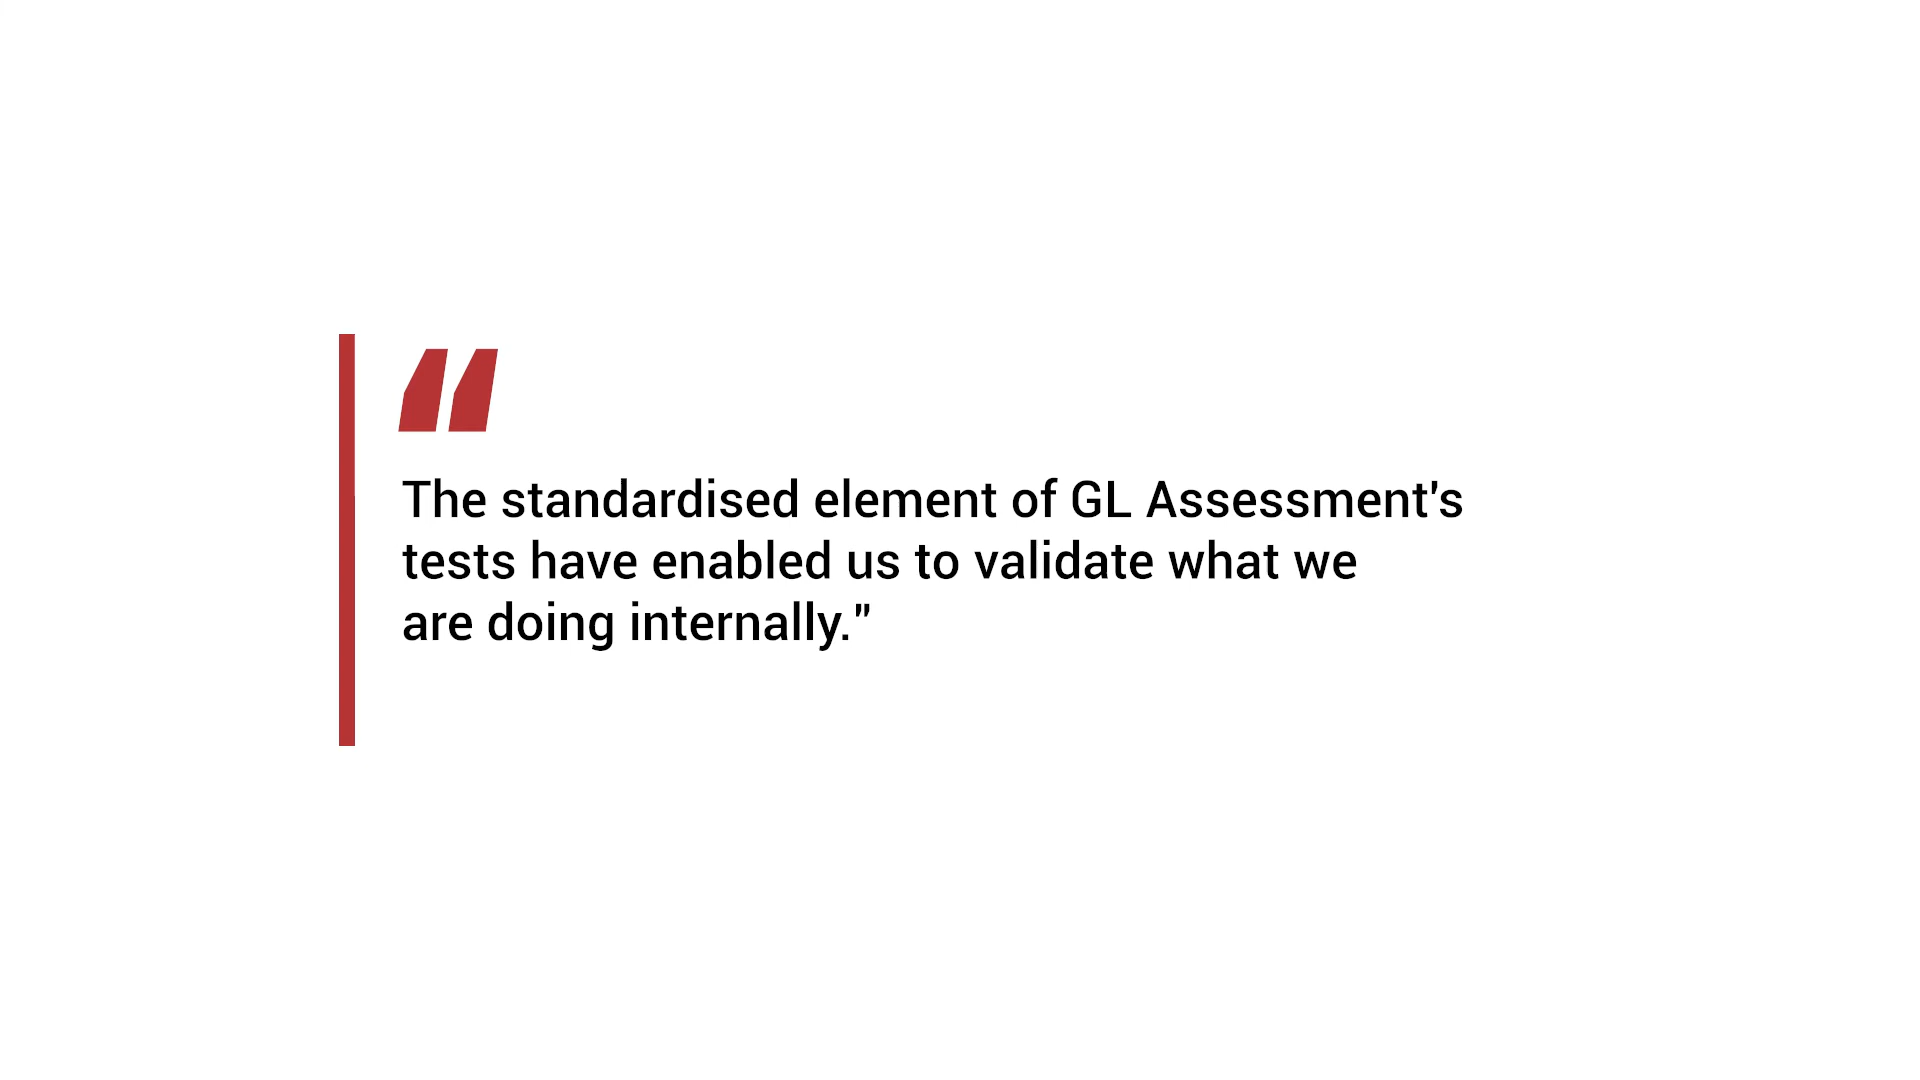 “
The standardised element of GL Assessment's
tests have enabled us to validate what we
are doing internally."